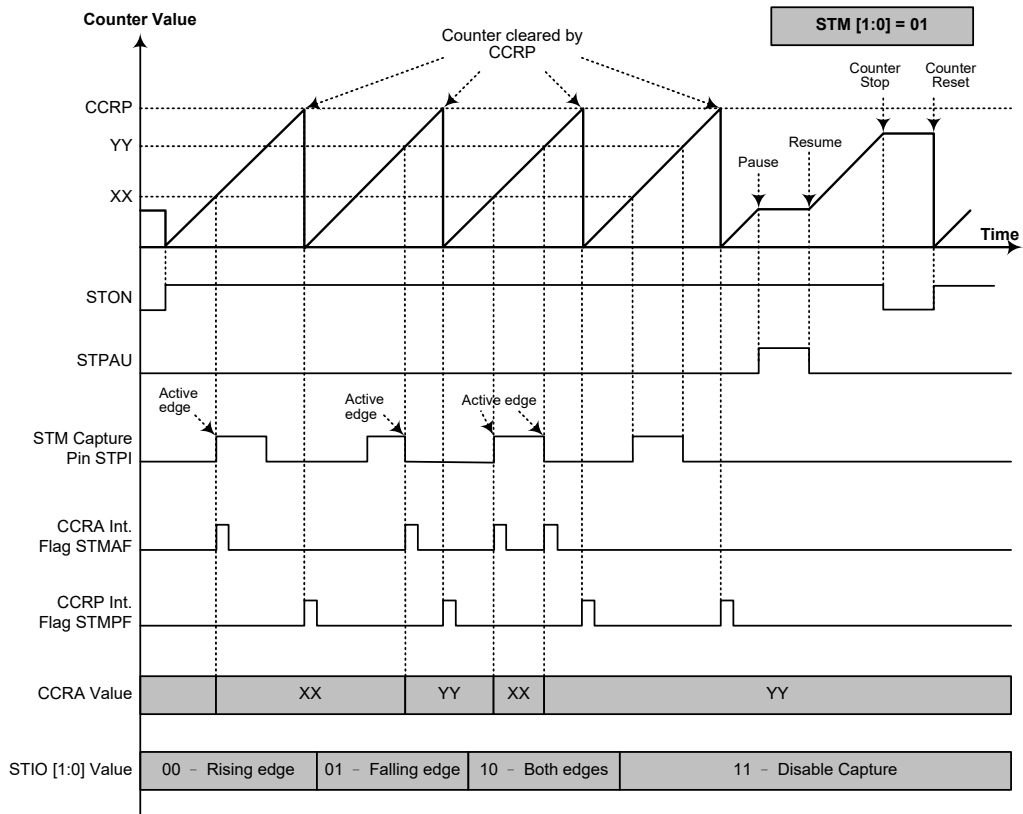 Counter Value
STM [1:0] = 01
Counter cleared by
CCRP
Counter
Stop
Counter
Reset
CCRP
YY
Resume
Pause
XX
Time
STON
STPAU
Active
edge
Active
edge
Active edge
STM Capture
Pin STPI
CCRA Int.
Flag STMAF
CCRP Int.
Flag STMPF
CCRA Value
XX
YY
XX
YY
STIO [1:0] Value
00 – Rising edge
01 – Falling edge
10 – Both edges
11 – Disable Capture